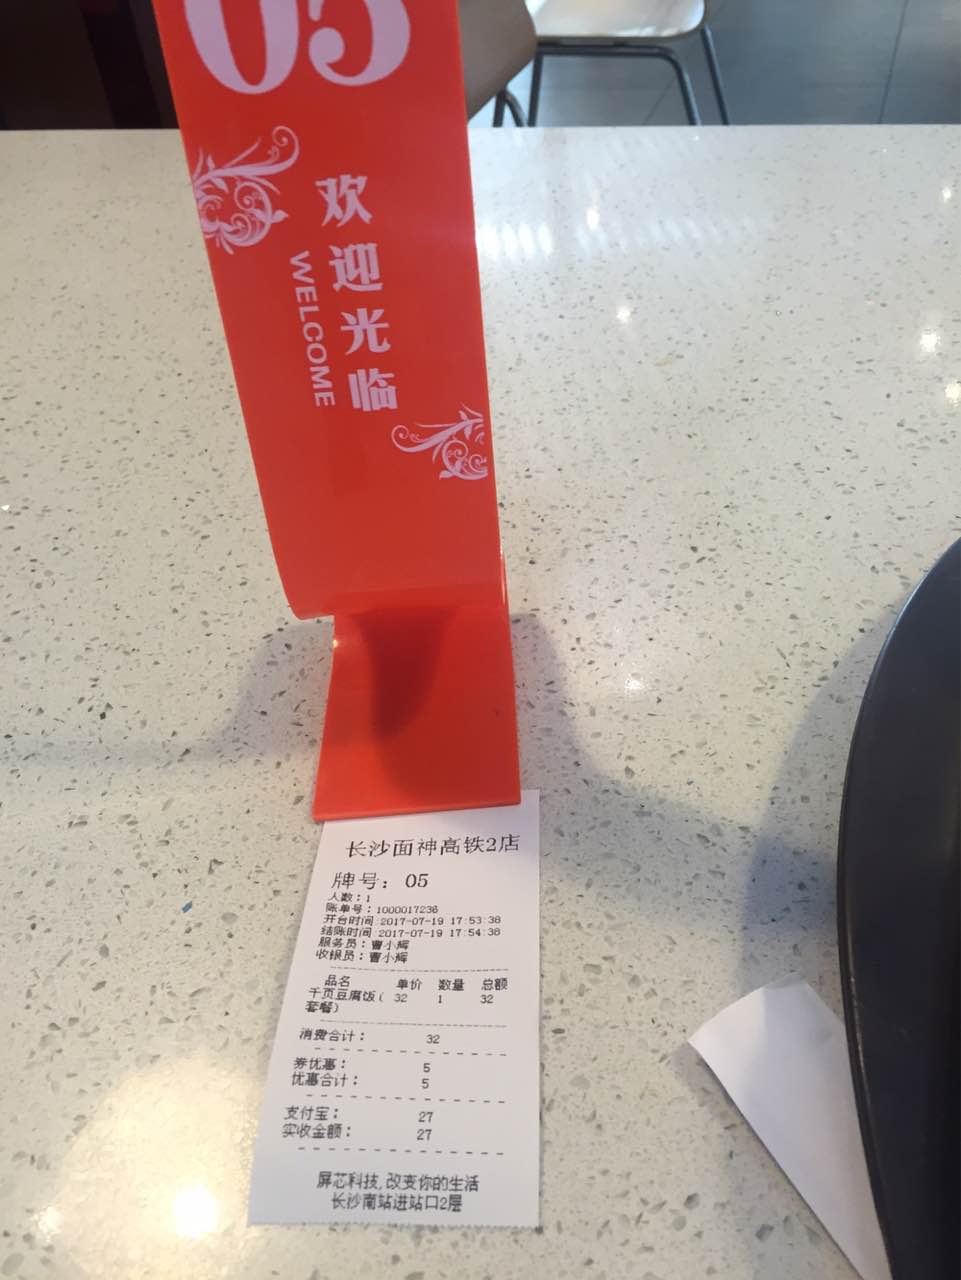 05
欢迎光临
WELCOME
长沙面神高铁2店
牌号：05
人数：1
账单号：1000017236
开台时间:2017-07-19 17:53:38
结账时间:2017-07-19 17:54:38
服务员：曹小辉
收银员：曹小辉
品名 单价 数量 总额
千页豆腐饭( 32 1 32
套餐)
消费合计： 32
券优惠： 5
优惠合计： 5
支付宝： 27
实收金额： 27
屏芯科技,改变你的生活
长沙南站进站口2层